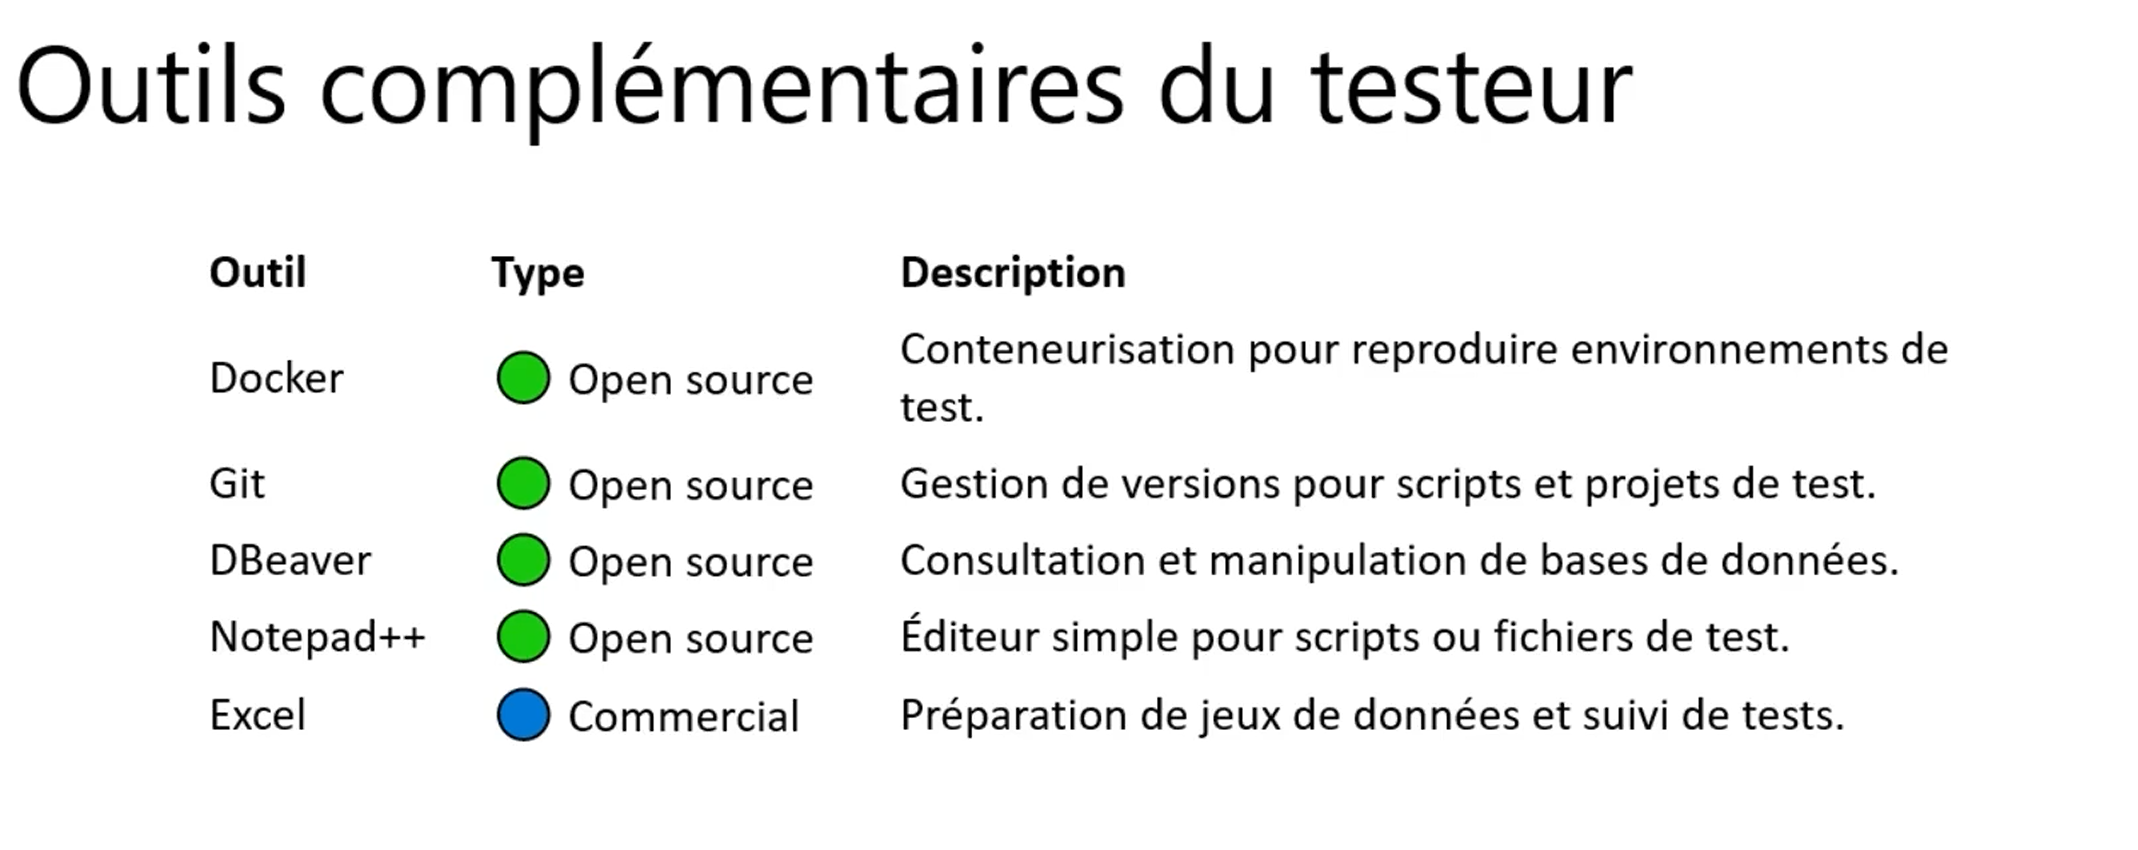 Outils complémentaires du testeur
Outil Type Description
Docker Open source Conteneurisation pour reproduire environnements de
test.
Git Open source Gestion de versions pour scripts et projets de test.
DBeaver Open source Consultation et manipulation de bases de données.
Notepad++ Open source Éditeur simple pour scripts ou fichiers de test.
Excel Commercial Préparation de jeux de données et suivi de tests.